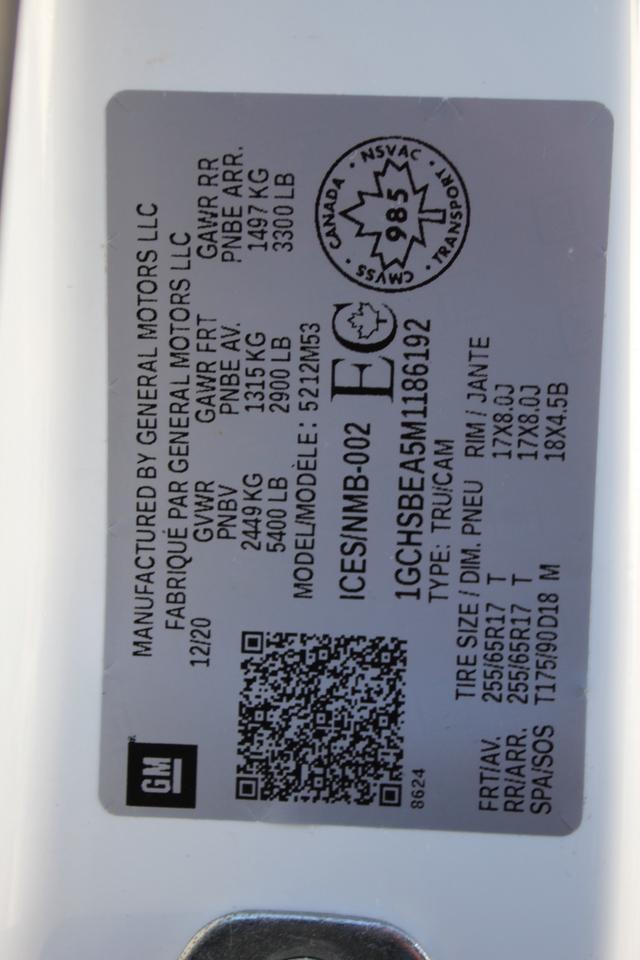 GM
MANUFACTURED BY GENERAL MOTORS LLC
FABRIQUÉ PAR GENERAL MOTORS LLC
12/20 GVWR GAWR FRT GAWR RR
PNBV PNBE AV. PNBE ARR.
2449 KG 1315 KG 1497 KG
5400 LB 2900 LB 3300 LB
MODEL/MODÈLE: 5212M53
ICES/NMB-002 EC
CANADA · NSVAC · TRANSPORT · CMVSS ·
985
1GCHSBEA5M1186192
TYPE: TRU/CAM
8624
TIRE SIZE / DIM. PNEU RIM / JANTE
FRT/AV. 255/65R17 T 17X8.0J
RR/ARR. 255/65R17 T 17X8.0J
SPA/SOS T175/90D18 M 18X4.5B